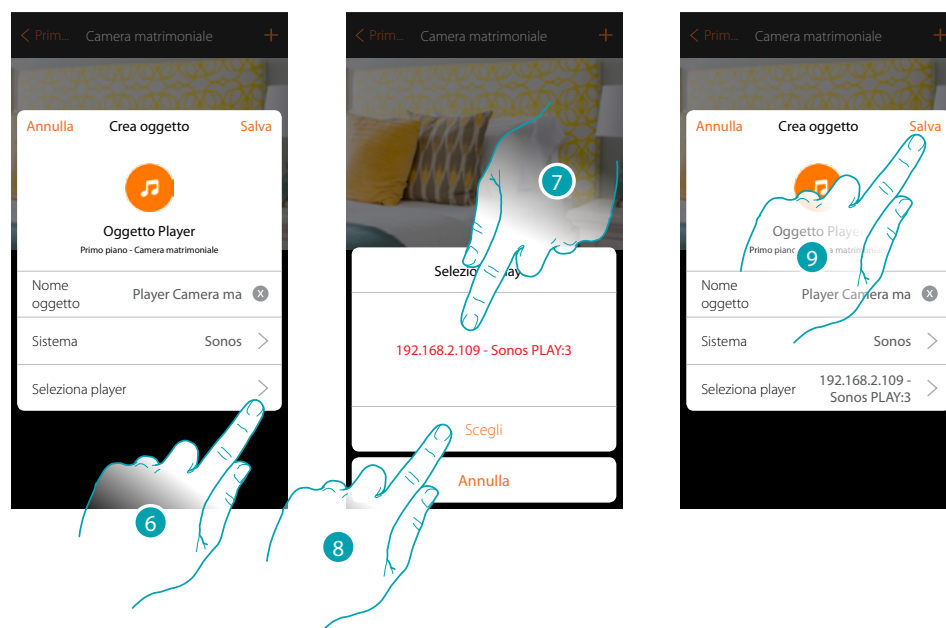 Prim... Camera matrimoniale +
Annulla Crea oggetto Salva
Oggetto Player
Primo piano - Camera matrimoniale
Nome oggetto Player Camera ma X
Sistema Sonos
Seleziona player
6
Prim... Camera matrimoniale +
7
192.168.2.109 - Sonos PLAY:3
Scegli
Annulla
8
Prim... Camera matrimoniale +
Annulla Crea oggetto Salva
Oggetto Playe
Primo piano
9
Nome oggetto Player Camera ma X
Sistema Sonos
Seleziona player 192.168.2.109 -
Sonos PLAY:3